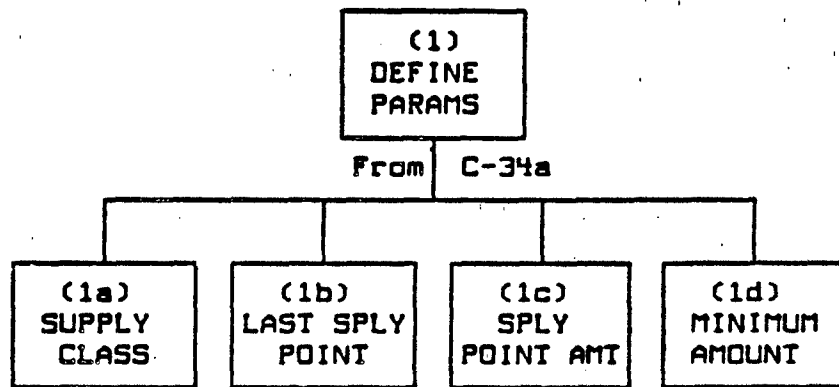 (1)
DEFINE
PARAMS
From C-34a
(1a)
SUPPLY
CLASS
(1b)
LAST SPLY
POINT
(1c)
SPLY
POINT AMT
(1d)
MINIMUM
AMOUNT